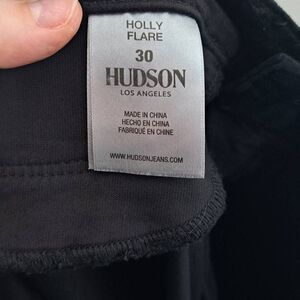 HOLLY
FLARE
30
HUDSON
LOS ANGELES
MADE IN CHINA
HECHO EN CHINA
FABRIQUÉ EN CHINE
WWW.HUDSONJEANS.COM